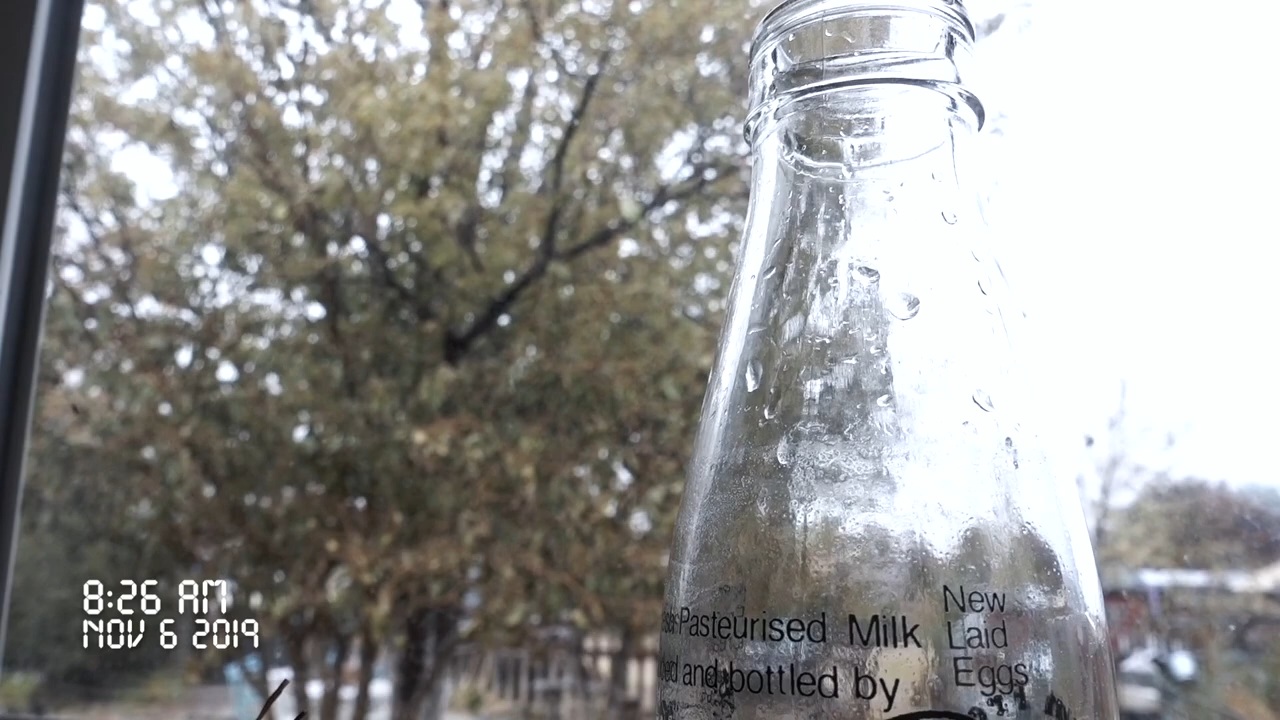 8:26 AM
NOV 6 2019
Pasteurised Milk
and bottled by
New
Laid
Eggs